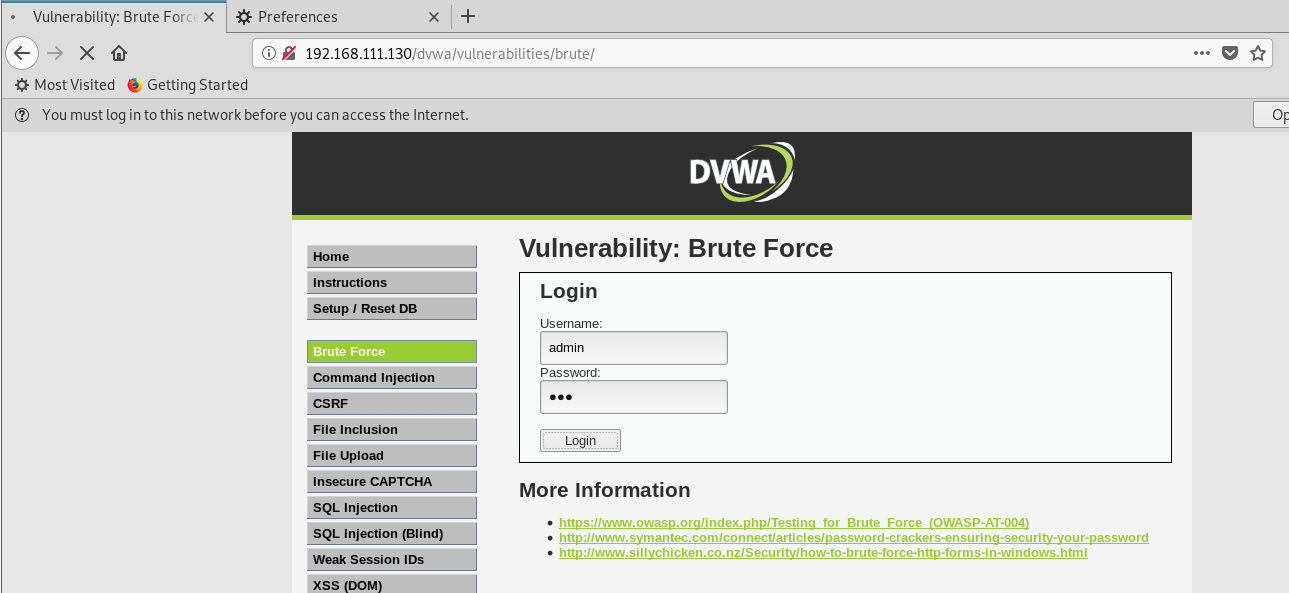 Vulnerability: Brute Force
Preferences
192.168.111.130/dvwa/vulnerabilities/brute/
Most Visited
Getting Started
You must log in to this network before you can access the Internet.
Op
DVWA
Home
Instructions
Setup / Reset DB
Brute Force
Command Injection
CSRF
File Inclusion
File Upload
Insecure CAPTCHA
SQL Injection
SQL Injection (Blind)
Weak Session IDs
XSS (DOM)
Vulnerability: Brute Force
Login
Username:
admin
Password:
•••
Login
More Information
https://www.owasp.org/index.php/Testing_for_Brute_Force_(OWASP-AT-004)
http://www.symantec.com/connect/articles/password-crackers-ensuring-security-your-password
http://www.sillychicken.co.nz/Security/how-to-brute-force-http-forms-in-windows.html